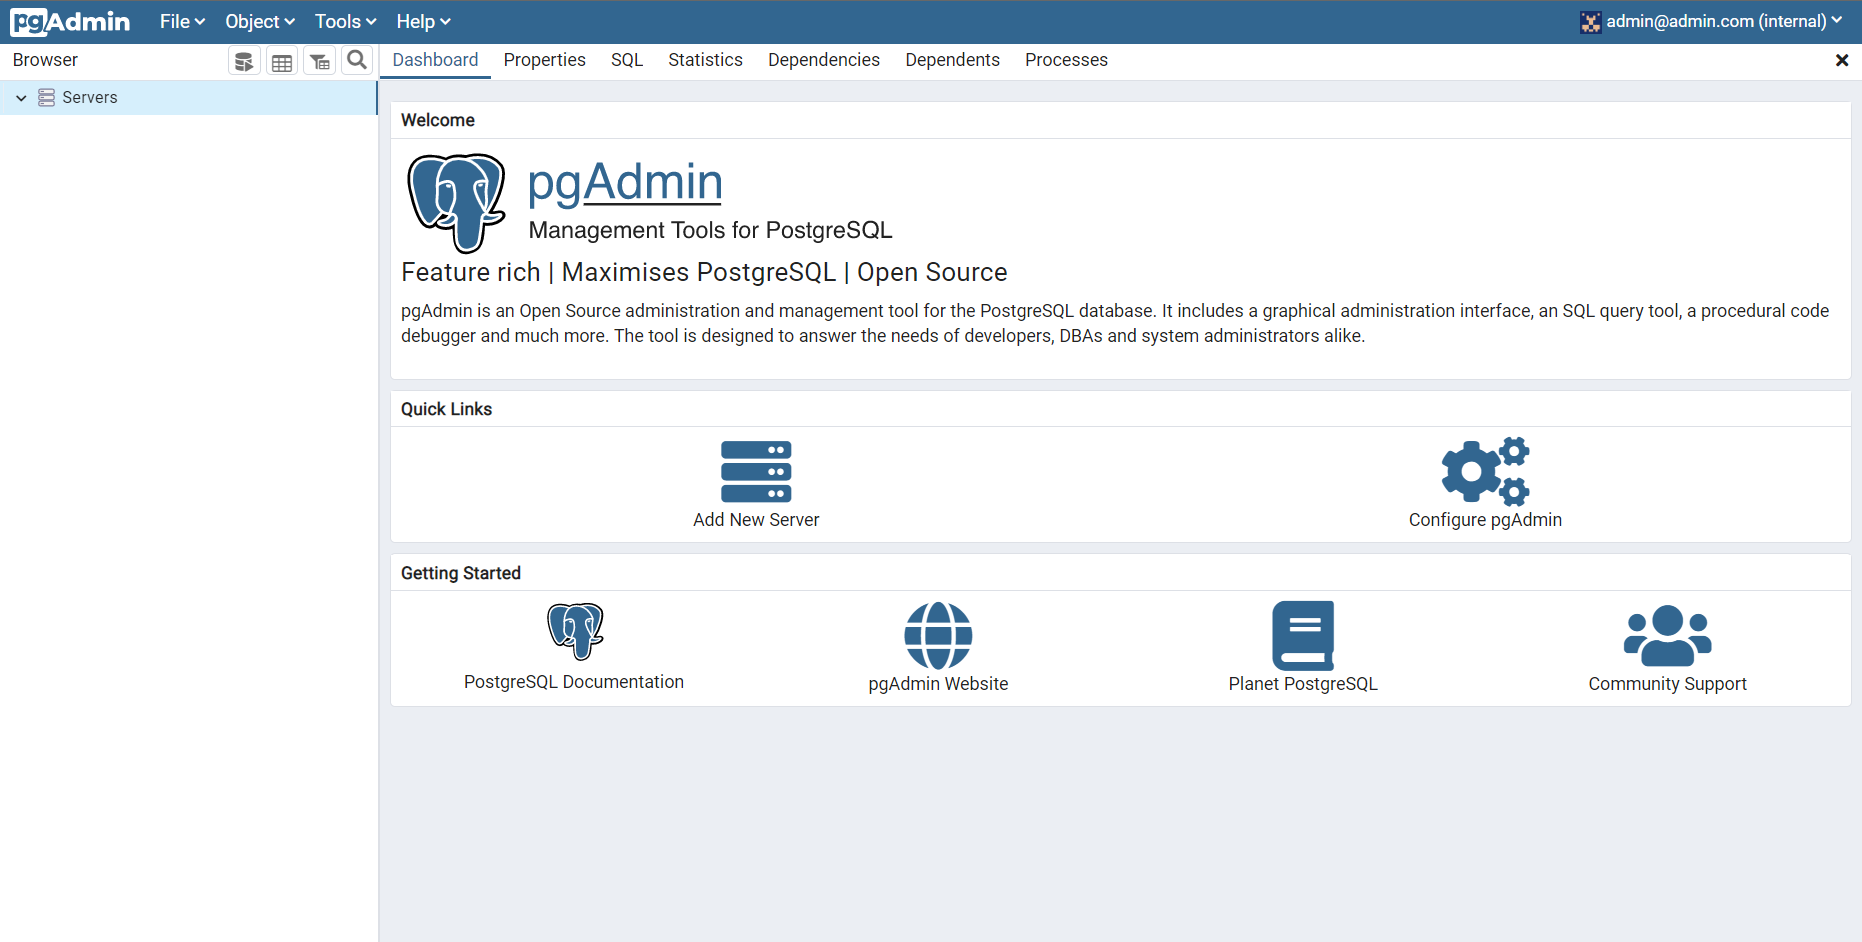 pgAdmin File Object Tools Help admin@admin.com (internal)
Browser Dashboard Properties SQL Statistics Dependencies Dependents Processes
Servers
Welcome
pgAdmin
Management Tools for PostgreSQL
Feature rich | Maximises PostgreSQL | Open Source
pgAdmin is an Open Source administration and management tool for the PostgreSQL database. It includes a graphical administration interface, an SQL query tool, a procedural code
debugger and much more. The tool is designed to answer the needs of developers, DBAs and system administrators alike.
Quick Links
Add New Server Configure pgAdmin
Getting Started
PostgreSQL Documentation pgAdmin Website Planet PostgreSQL Community Support